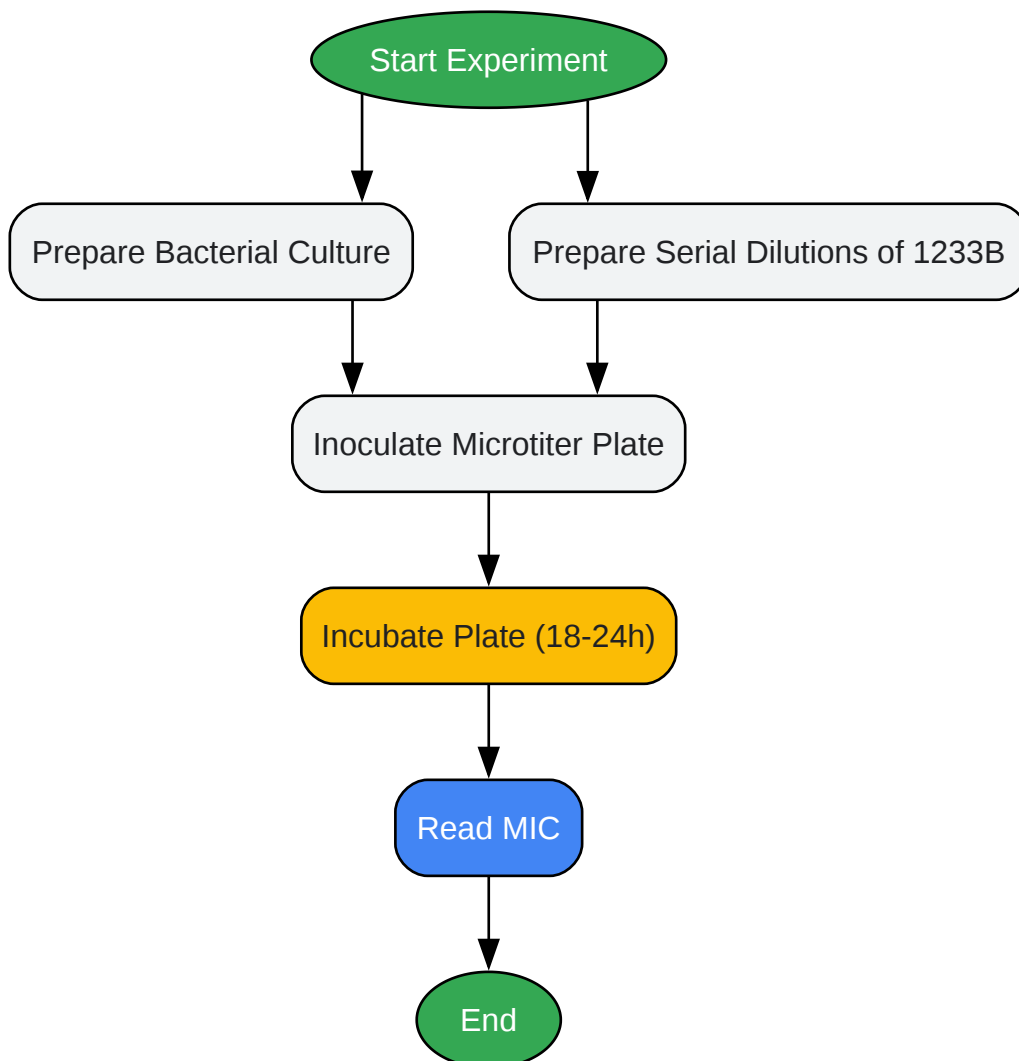 Start Experiment
Prepare Bacterial Culture
Prepare Serial Dilutions of 1233B
Inoculate Microtiter Plate
Incubate Plate (18-24h)
Read MIC
End